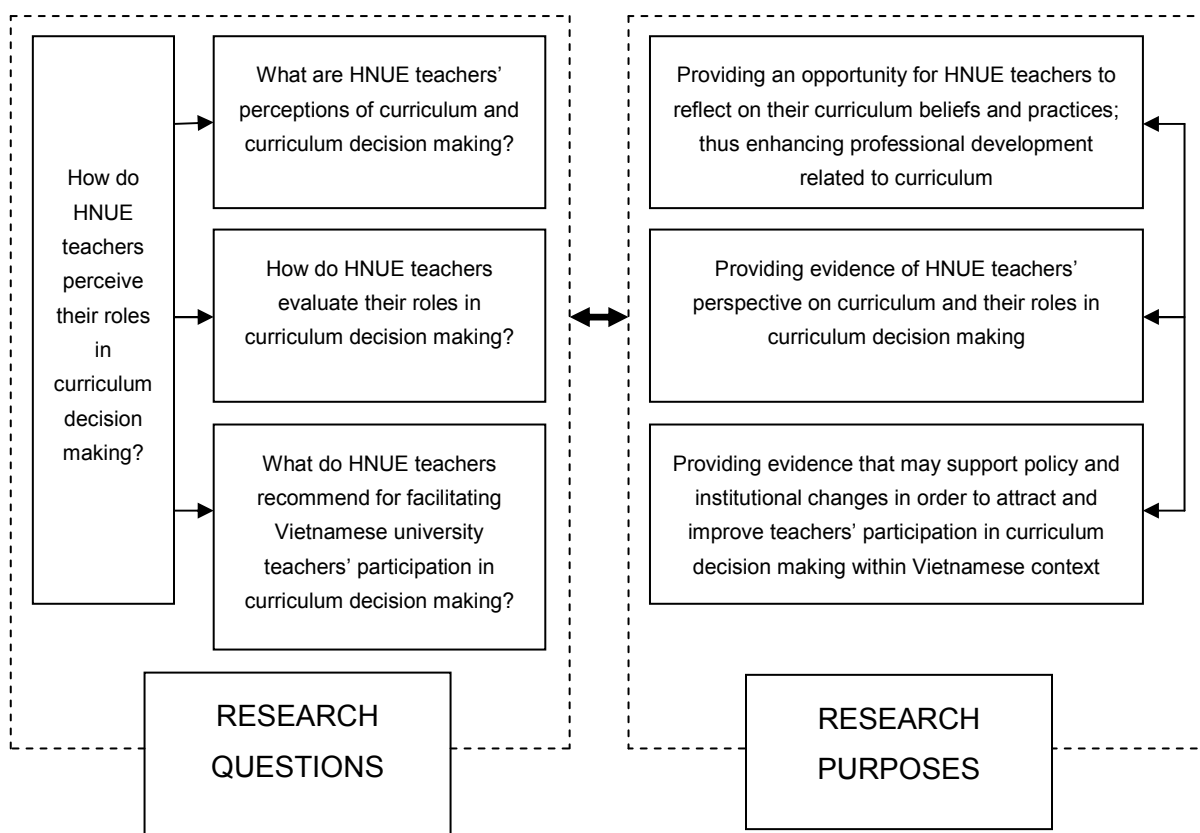 How do
HNUE
teachers
perceive
their roles
in
curriculum
decision
making?
What are HNUE teachers’
perceptions of curriculum and
curriculum decision making?
How do HNUE teachers
evaluate their roles in
curriculum decision making?
What do HNUE teachers
recommend for facilitating
Vietnamese university
teachers’ participation in
curriculum decision making?
RESEARCH
QUESTIONS
Providing an opportunity for HNUE teachers to
reflect on their curriculum beliefs and practices;
thus enhancing professional development
related to curriculum
Providing evidence of HNUE teachers’
perspective on curriculum and their roles in
curriculum decision making
Providing evidence that may support policy and
institutional changes in order to attract and
improve teachers’ participation in curriculum
decision making within Vietnamese context
RESEARCH
PURPOSES